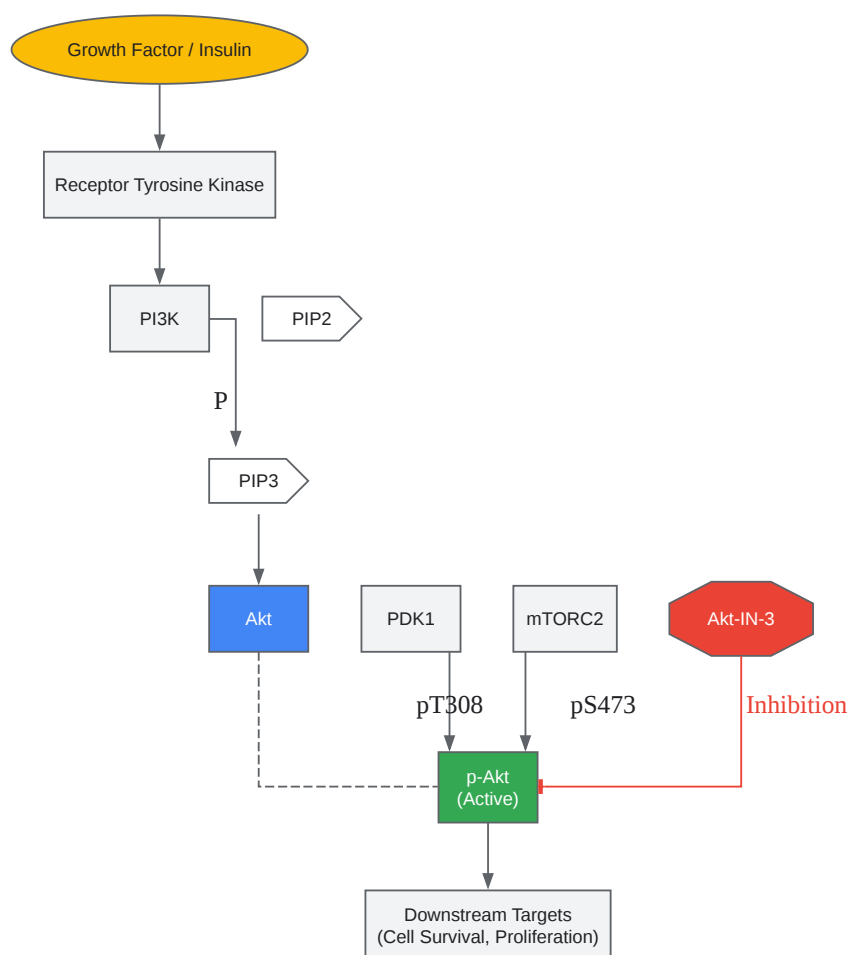 Growth Factor / Insulin
Receptor Tyrosine Kinase
PI3K
PIP2
P
PIP3
Akt
PDK1
mTORC2
Akt-IN-3
pT308
pS473
Inhibition
p-Akt
(Active)
Downstream Targets
(Cell Survival, Proliferation)